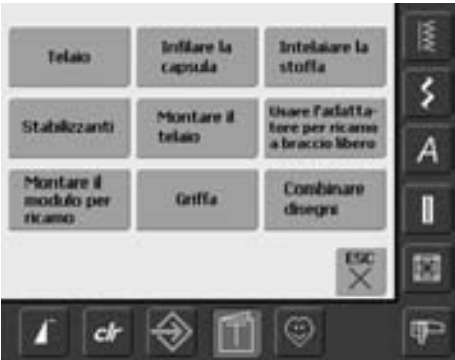 Telaio
Infilare la
capsula
Intelaiare la
stoffa
Stabilizzanti
Montare il
telaio
Usare l'adatta-
tore per ricamo
a braccio libero
Montare il
modulo per
ricamo
Griffa
Combinare
disegni
ESC
A
clr